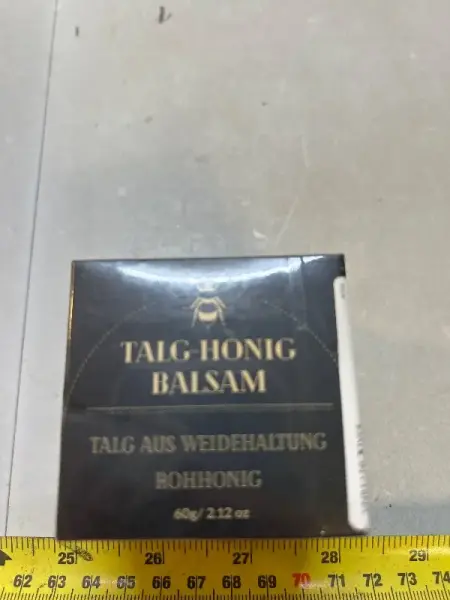 TALG-HONIG
BALSAM
TALG AUS WEIDEHALTUNG
ROHHONIG
60g/ 2.12 oz
25 26 27 28 29
62 63 64 65 66 67 68 69 70 71 72 73 74